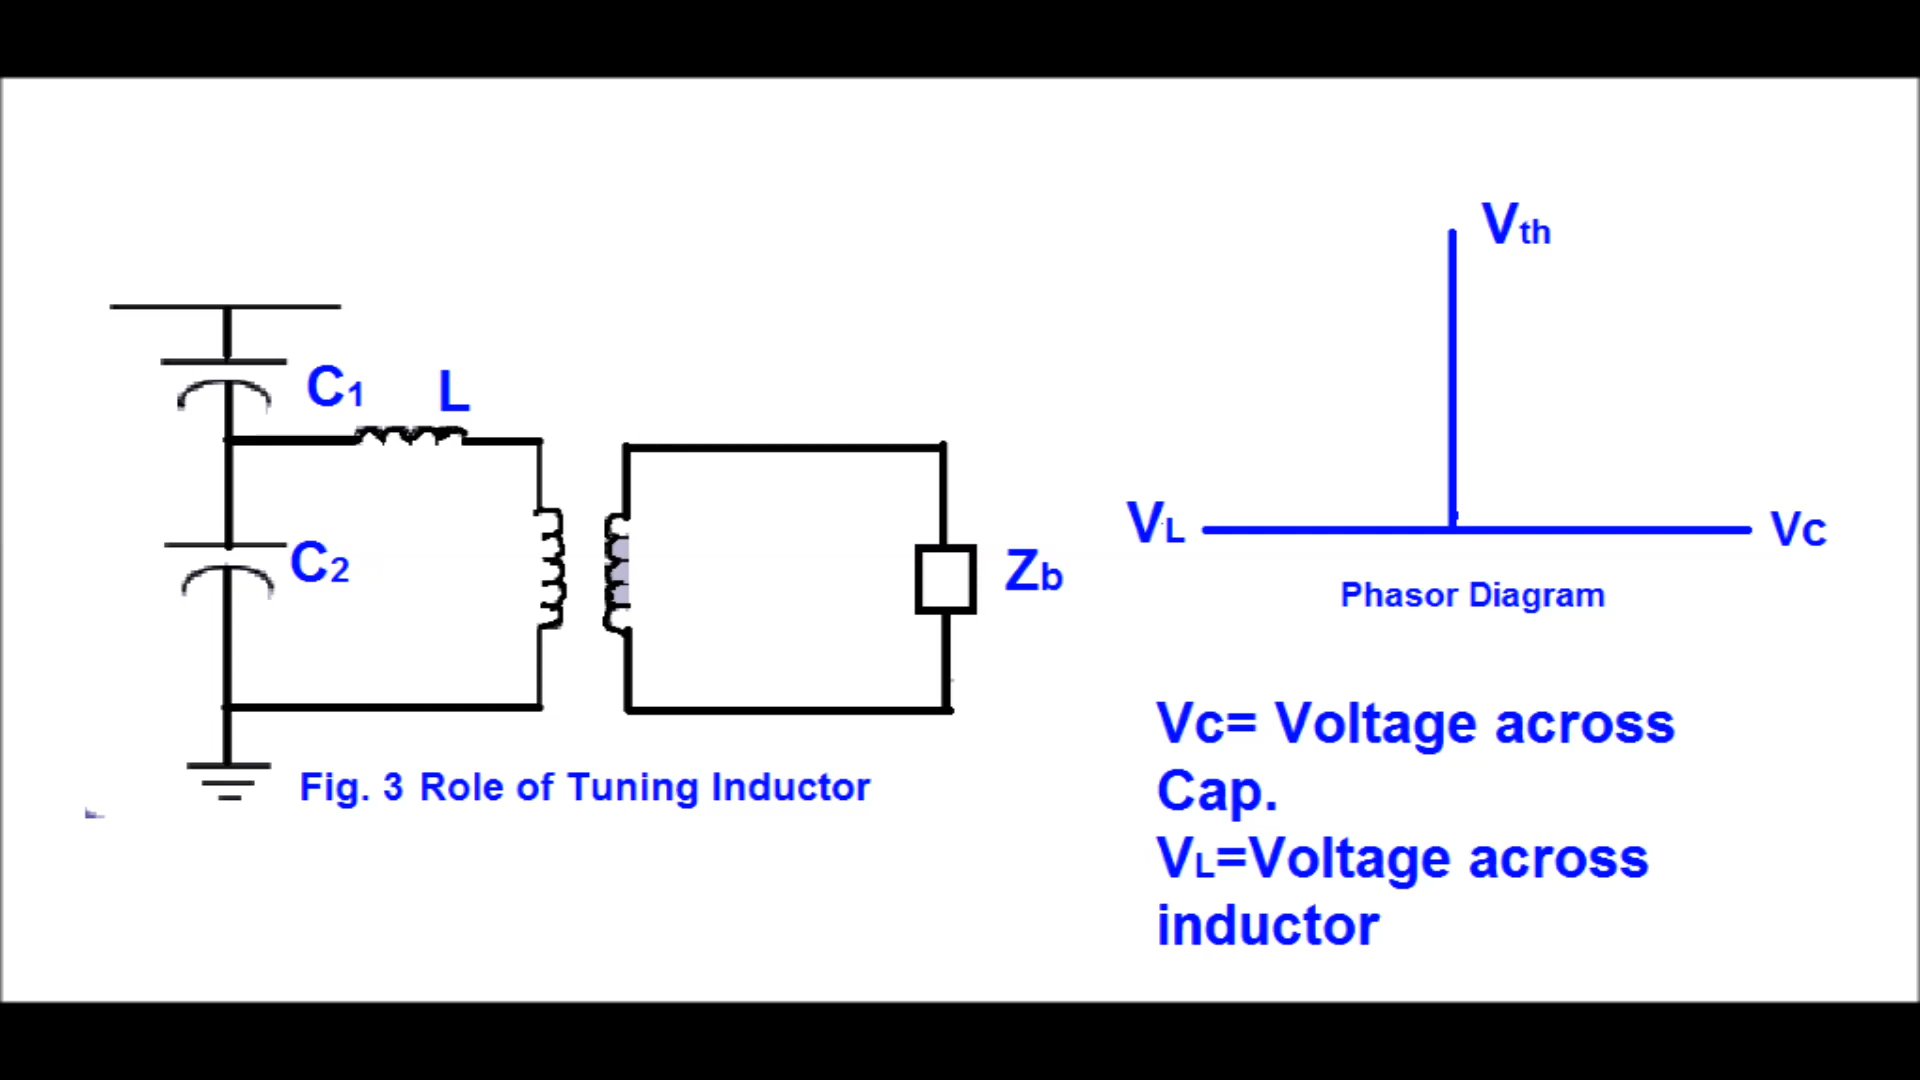 C1
L
C2
Zb
Fig. 3 Role of Tuning Inductor
Vth
VL
Vc
Phasor Diagram
Vc= Voltage across
Cap.
VL=Voltage across
inductor